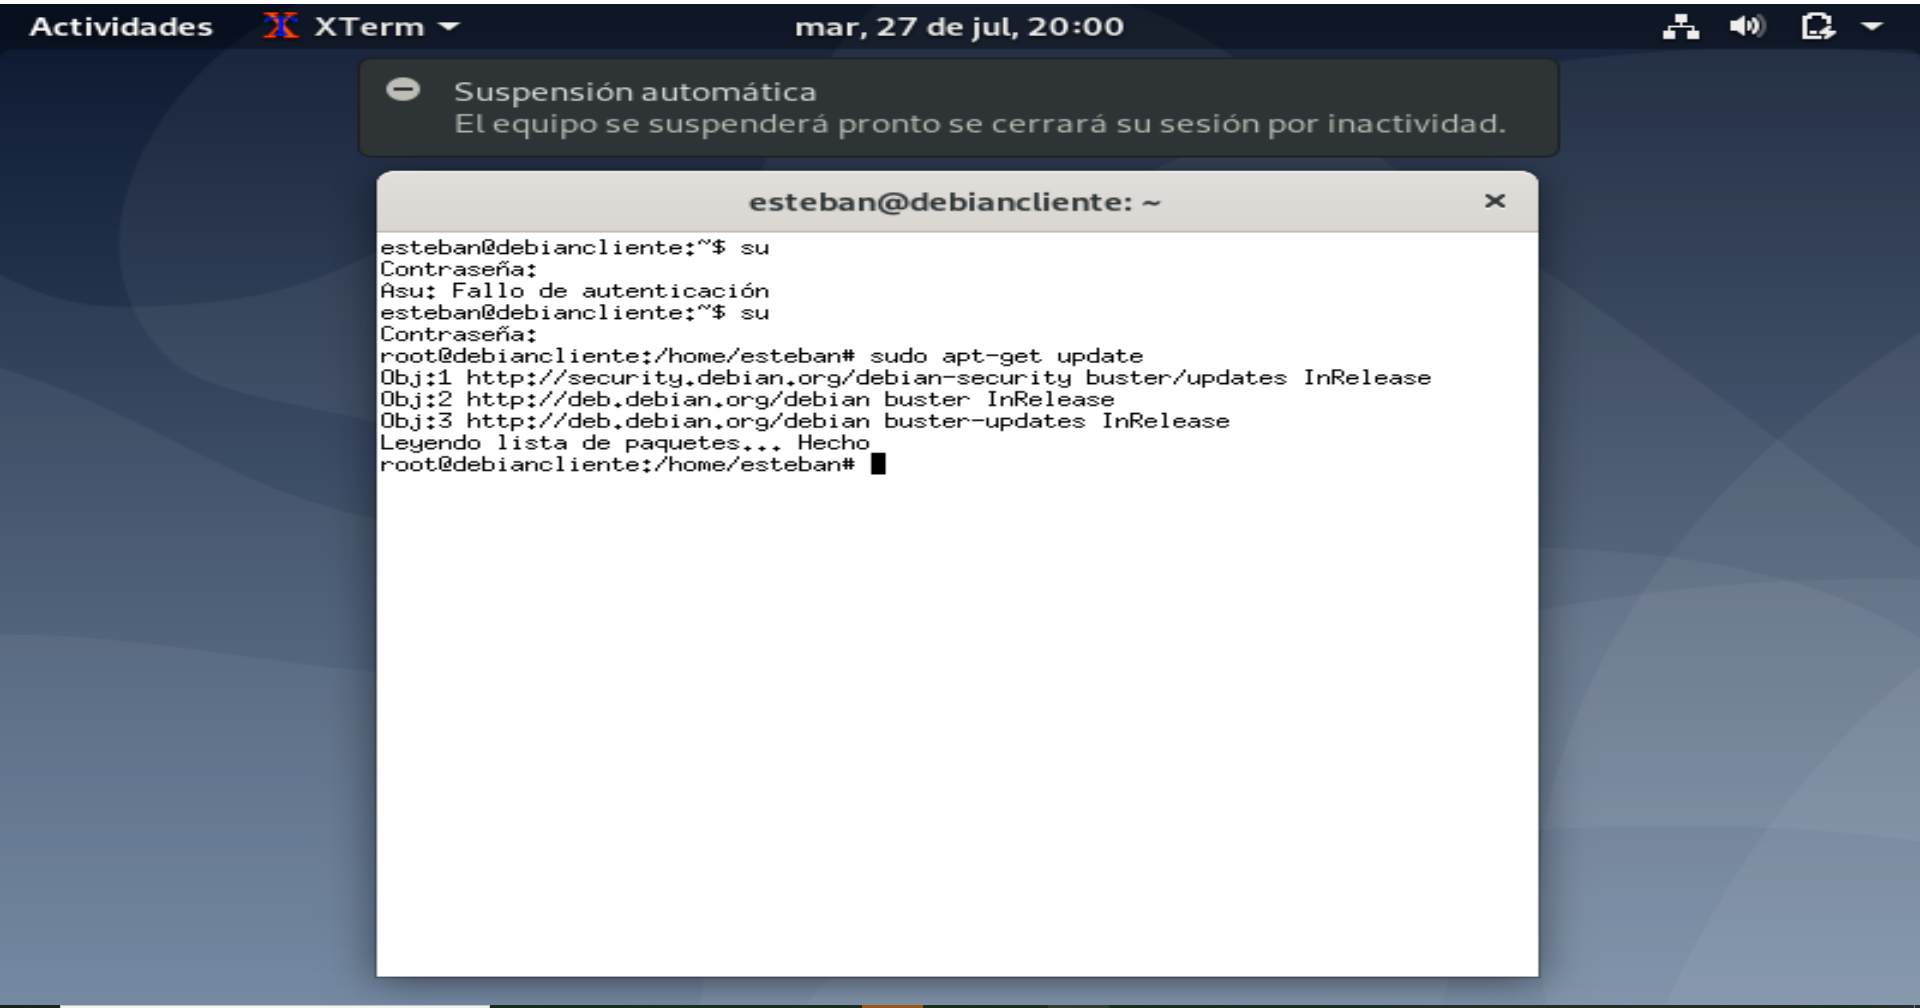 Actividades XTerm mar, 27 de jul, 20:00
Suspensión automática
El equipo se suspenderá pronto se cerrará su sesión por inactividad.
esteban@debiancliente: ~
esteban@debiancliente:~$ su
Contraseña:
Asu: Fallo de autenticación
esteban@debiancliente:~$ su
Contraseña:
root@debiancliente:/home/esteban# sudo apt-get update
Obj:1 http://security.debian.org/debian-security buster/updates InRelease
Obj:2 http://deb.debian.org/debian buster InRelease
Obj:3 http://deb.debian.org/debian buster-updates InRelease
Leyendo lista de paquetes... Hecho
root@debiancliente:/home/esteban#